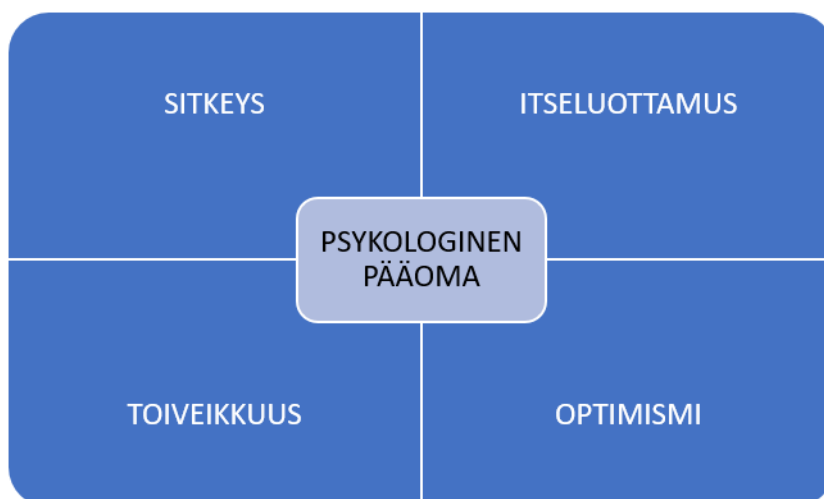 SITKEYS
ITSELUOTTAMUS
PSYKOLOGINEN
PÄÄOMA
TOIVEIKKUUS
OPTIMISMI